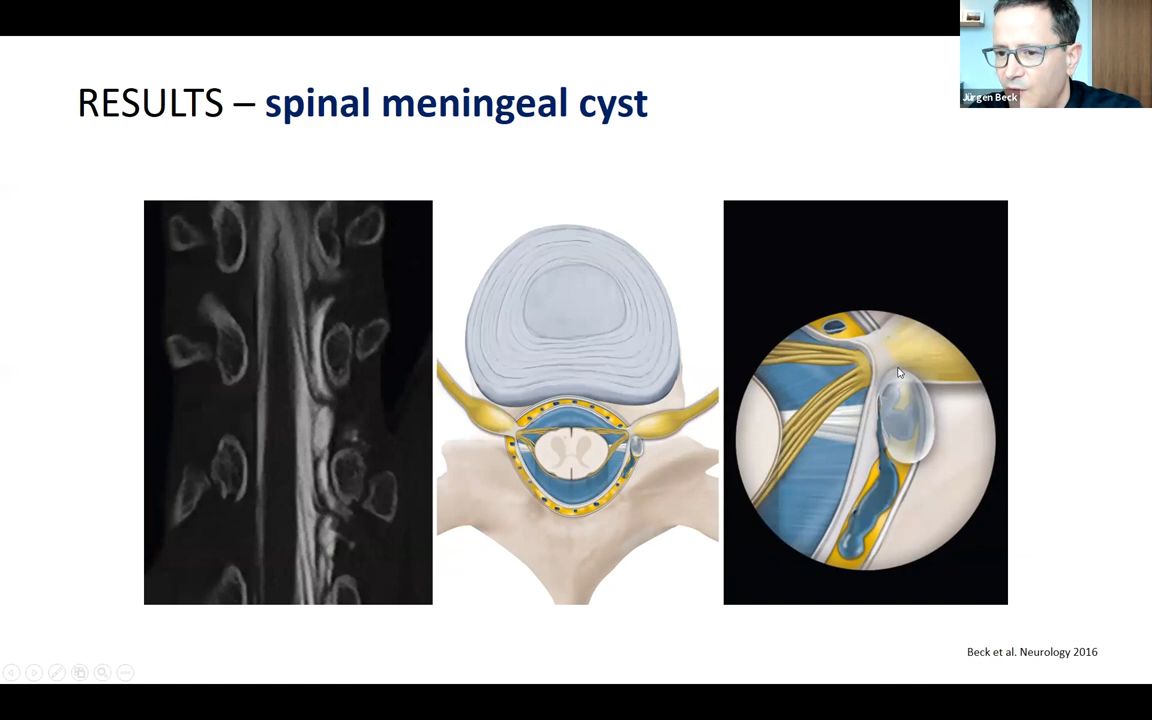 Jürgen Beck
RESULTS – spinal meningeal cyst
Beck et al. Neurology 2016